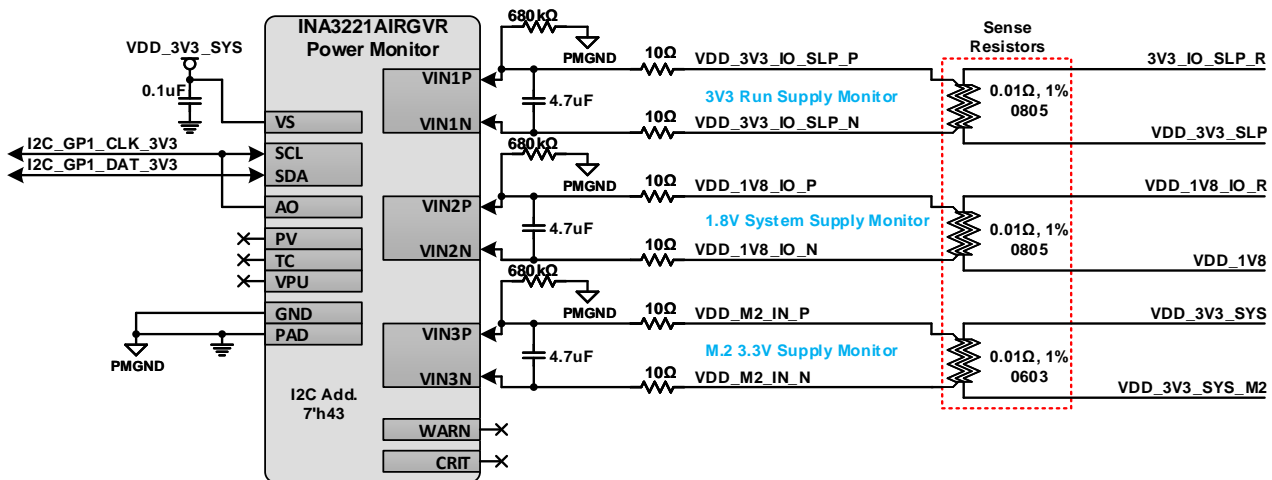 INA3221AIRGVR
Power Monitor
VDD_3V3_SYS
0.1uF
VS
I2C_GP1_CLK_3V3
SCL
I2C_GP1_DAT_3V3
SDA
AO
PV
TC
VPU
GND
PAD
PMGND
I2C Add.
7'h43
VIN1P
VIN1N
VIN2P
VIN2N
VIN3P
VIN3N
WARN
CRIT
680kΩ
PMGND
10Ω
VDD_3V3_IO_SLP_P
4.7uF
3V3 Run Supply Monitor
10Ω
VDD_3V3_IO_SLP_N
680kΩ
PMGND
10Ω
VDD_1V8_IO_P
4.7uF
1.8V System Supply Monitor
10Ω
VDD_1V8_IO_N
680kΩ
PMGND
10Ω
VDD_M2_IN_P
4.7uF
M.2 3.3V Supply Monitor
10Ω
VDD_M2_IN_N
Sense
Resistors
3V3_IO_SLP_R
0.01Ω, 1%
0805
VDD_3V3_SLP
VDD_1V8_IO_R
0.01Ω, 1%
0805
VDD_1V8
VDD_3V3_SYS
0.01Ω, 1%
0603
VDD_3V3_SYS_M2